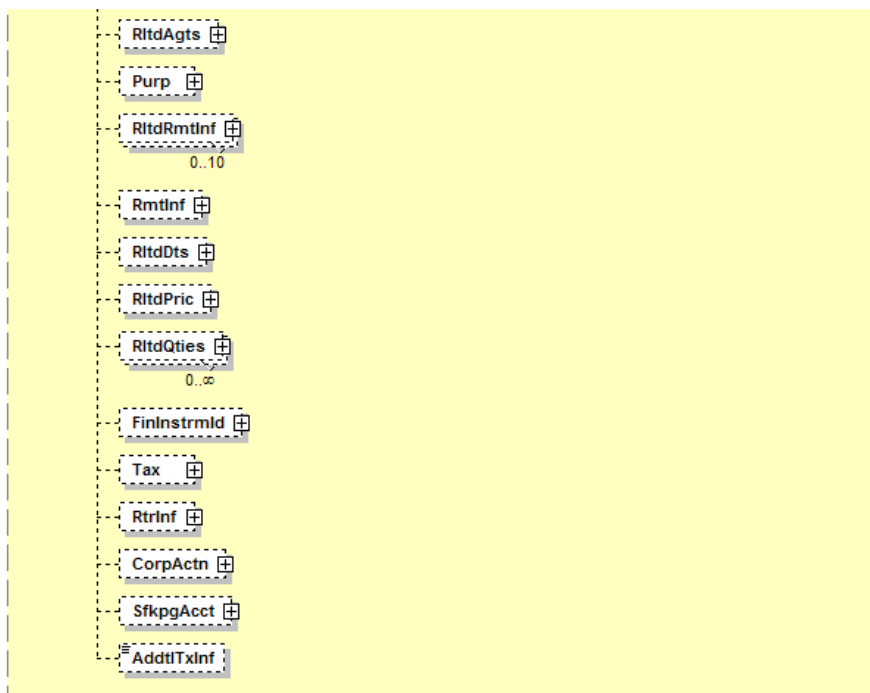 RltdAgts
Purp
RltdRmtInf
0..10
RmtInf
RltdDts
RltdPric
RltdQties
0..∞
FinInstrmId
Tax
RtrInf
CorpActn
SfkpgAcct
AddtlTxInf